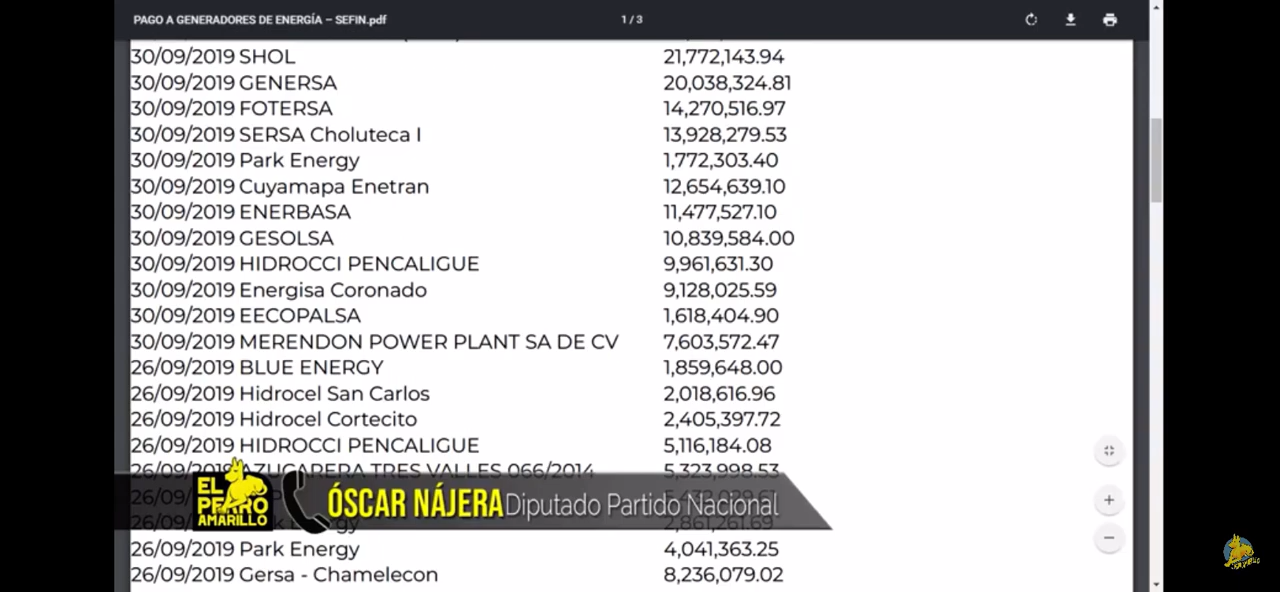 PAGO A GENERADORES DE ENERGÍA – SEFIN.pdf 1 / 3
30/09/2019 SHOL 21,772,143.94
30/09/2019 GENERSA 20,038,324.81
30/09/2019 FOTERSA 14,270,516.97
30/09/2019 SERSA Choluteca I 13,928,279.53
30/09/2019 Park Energy 1,772,303.40
30/09/2019 Cuyamapa Enetran 12,654,639.10
30/09/2019 ENERBASA 11,477,527.10
30/09/2019 GESOLSA 10,839,584.00
30/09/2019 HIDROCCI PENCALIGUE 9,961,631.30
30/09/2019 Energisa Coronado 9,128,025.59
30/09/2019 EECOPALSA 1,618,404.90
30/09/2019 MERENDON POWER PLANT SA DE CV 7,603,572.47
26/09/2019 BLUE ENERGY 1,859,648.00
26/09/2019 Hidrocel San Carlos 2,018,616.96
26/09/2019 Hidrocel Cortecito 2,405,397.72
26/09/2019 HIDROCCI PENCALIGUE 5,116,184.08
26/09/2019 AZUCARERA TRES VALLES 066/2014 5,323,998.53
EL PERRO AMARILLO
ÓSCAR NÁJERA Diputado Partido Nacional
2,861,261.69
26/09/2019 Park Energy 4,041,363.25
26/09/2019 Gersa - Chamelecon 8,236,079.02